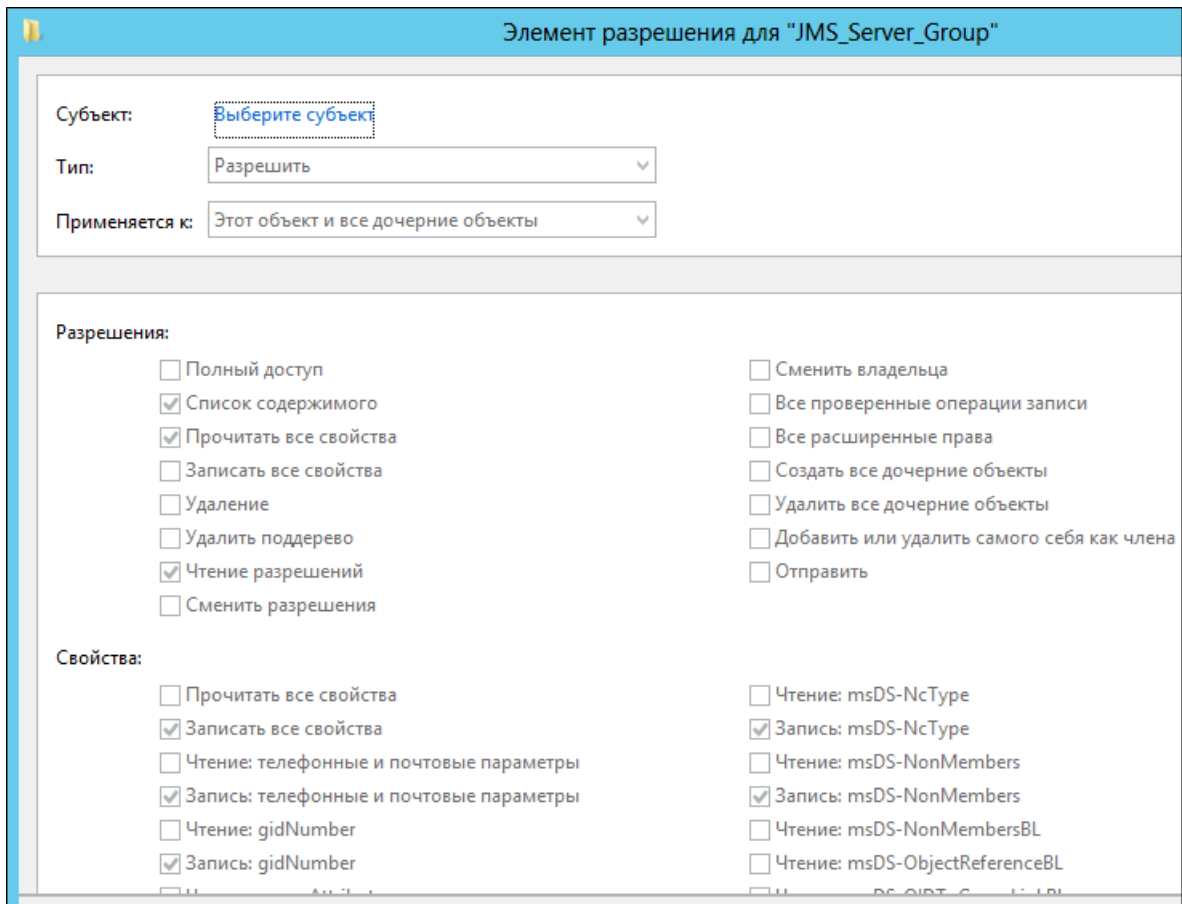 Элемент разрешения для "JMS_Server_Group"
Субъект: Выберите субъект
Тип: Разрешить
Применяется к: Этот объект и все дочерние объекты
Разрешения:
Полный доступ
Список содержимого
Прочитать все свойства
Записать все свойства
Удаление
Удалить поддерево
Чтение разрешений
Сменить разрешения
Сменить владельца
Все проверенные операции записи
Все расширенные права
Создать все дочерние объекты
Удалить все дочерние объекты
Добавить или удалить самого себя как члена
Отправить
Свойства:
Прочитать все свойства
Записать все свойства
Чтение: телефонные и почтовые параметры
Запись: телефонные и почтовые параметры
Чтение: gidNumber
Запись: gidNumber
Чтение: msDS-NcType
Запись: msDS-NcType
Чтение: msDS-NonMembers
Запись: msDS-NonMembers
Чтение: msDS-NonMembersBL
Чтение: msDS-ObjectReferenceBL